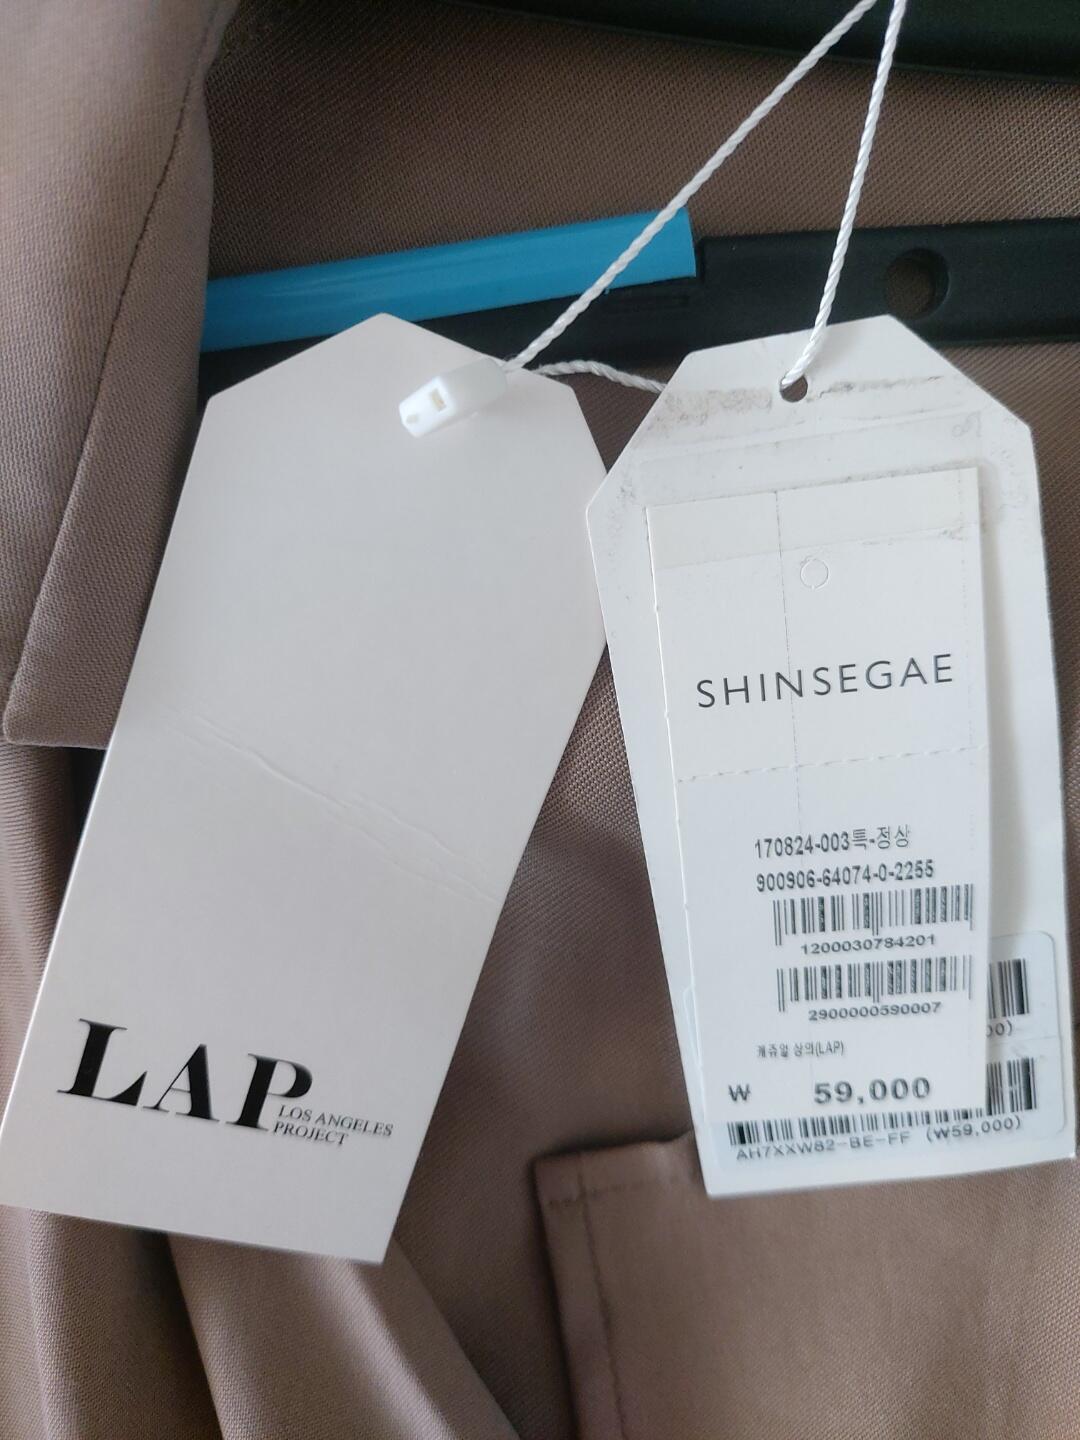 LAP
LOS ANGELES
PROJECT
SHINSEGAE
170824-003특-정상
900906-64074-0-2255
1200030784201
2900000590007
캐쥬얼 상의(LAP)
₩ 59,000
00)
AH7XXW82-BE-FF (₩59,000)